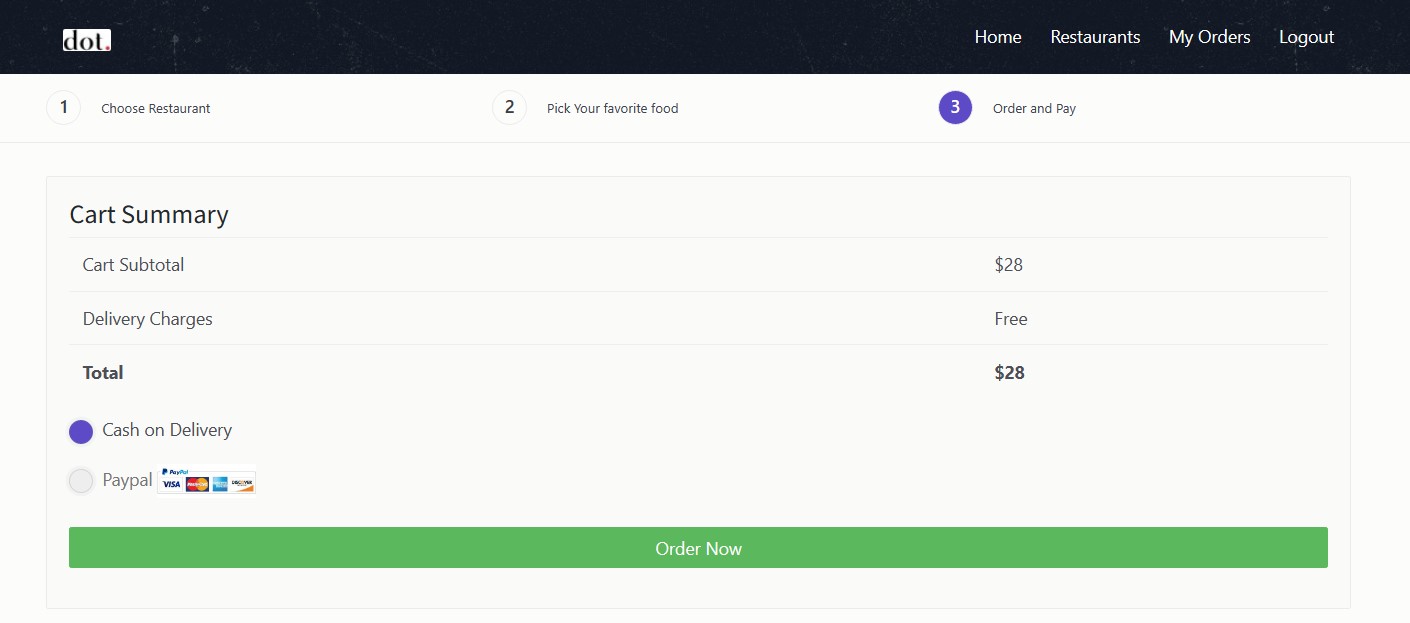 dot.
Home Restaurants My Orders Logout
1 Choose Restaurant 2 Pick Your favorite food 3 Order and Pay
Cart Summary
Cart Subtotal $28
Delivery Charges Free
Total $28
Cash on Delivery
Paypal PayPal
VISA MasterCard DISCOVER
Order Now